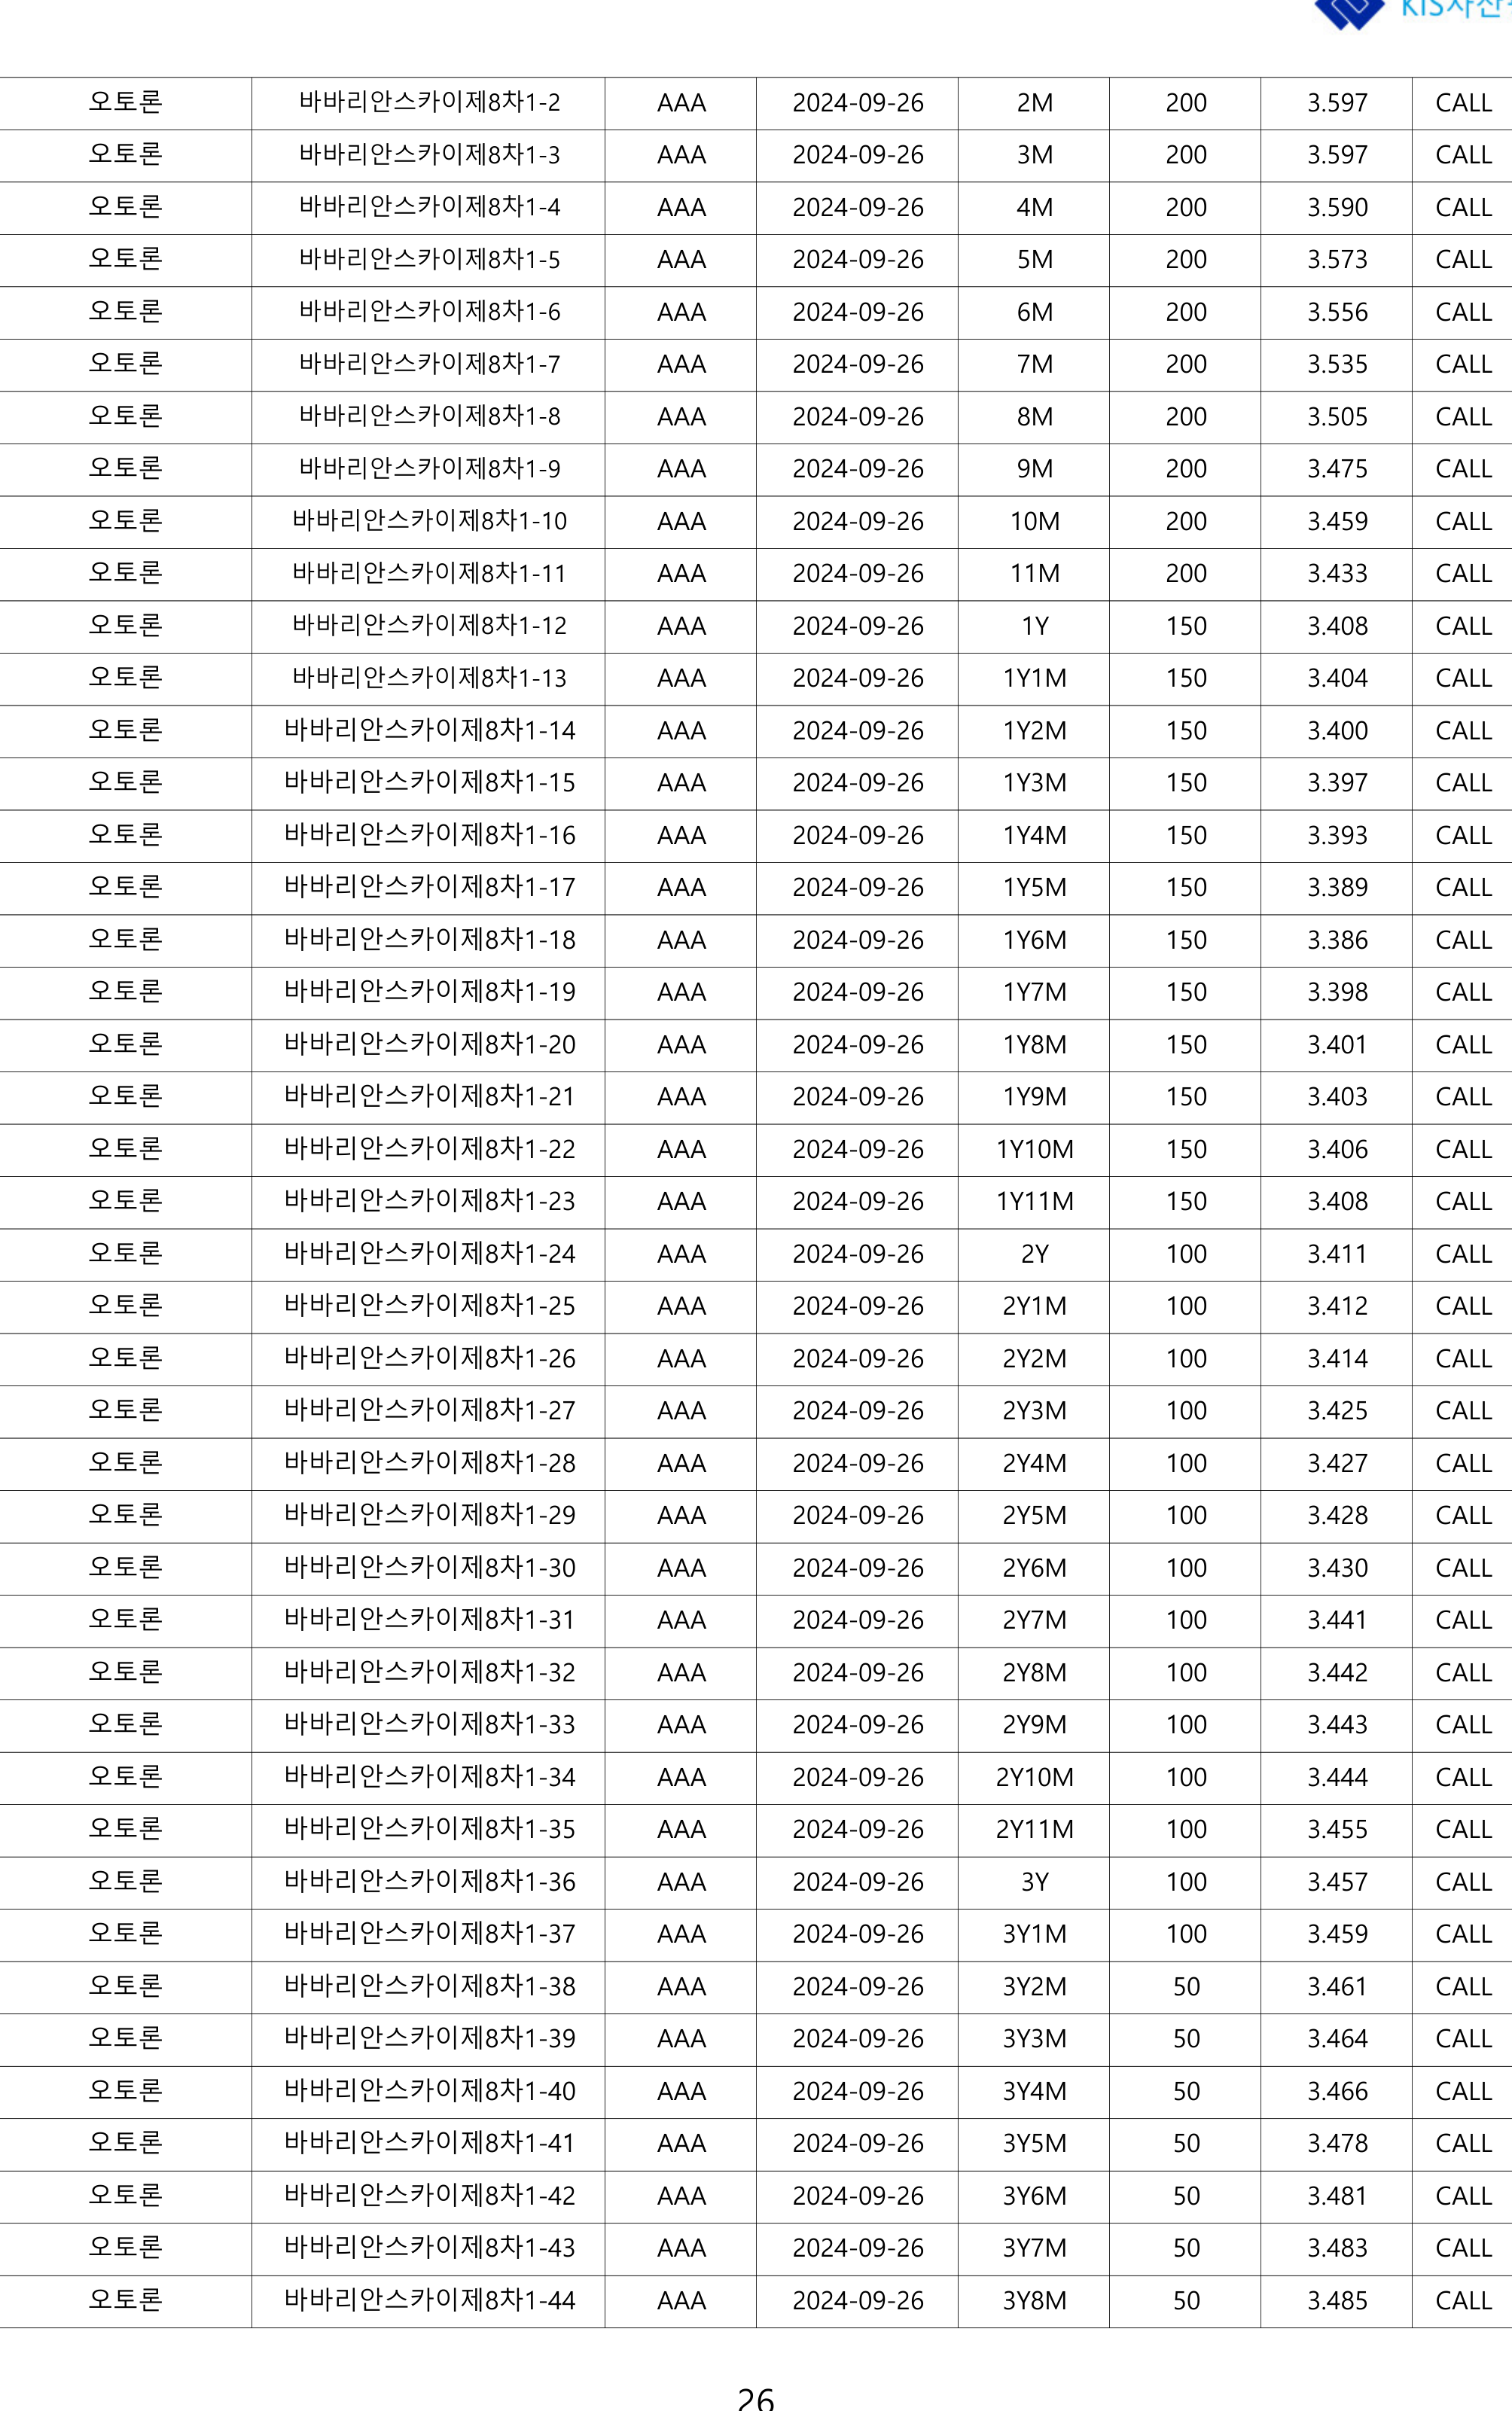 오토론 바바리안스카이제8차1-2 AAA 2024-09-26 2M 200 3.597 CALL
오토론 바바리안스카이제8차1-3 AAA 2024-09-26 3M 200 3.597 CALL
오토론 바바리안스카이제8차1-4 AAA 2024-09-26 4M 200 3.590 CALL
오토론 바바리안스카이제8차1-5 AAA 2024-09-26 5M 200 3.573 CALL
오토론 바바리안스카이제8차1-6 AAA 2024-09-26 6M 200 3.556 CALL
오토론 바바리안스카이제8차1-7 AAA 2024-09-26 7M 200 3.535 CALL
오토론 바바리안스카이제8차1-8 AAA 2024-09-26 8M 200 3.505 CALL
오토론 바바리안스카이제8차1-9 AAA 2024-09-26 9M 200 3.475 CALL
오토론 바바리안스카이제8차1-10 AAA 2024-09-26 10M 200 3.459 CALL
오토론 바바리안스카이제8차1-11 AAA 2024-09-26 11M 200 3.433 CALL
오토론 바바리안스카이제8차1-12 AAA 2024-09-26 1Y 150 3.408 CALL
오토론 바바리안스카이제8차1-13 AAA 2024-09-26 1Y1M 150 3.404 CALL
오토론 바바리안스카이제8차1-14 AAA 2024-09-26 1Y2M 150 3.400 CALL
오토론 바바리안스카이제8차1-15 AAA 2024-09-26 1Y3M 150 3.397 CALL
오토론 바바리안스카이제8차1-16 AAA 2024-09-26 1Y4M 150 3.393 CALL
오토론 바바리안스카이제8차1-17 AAA 2024-09-26 1Y5M 150 3.389 CALL
오토론 바바리안스카이제8차1-18 AAA 2024-09-26 1Y6M 150 3.386 CALL
오토론 바바리안스카이제8차1-19 AAA 2024-09-26 1Y7M 150 3.398 CALL
오토론 바바리안스카이제8차1-20 AAA 2024-09-26 1Y8M 150 3.401 CALL
오토론 바바리안스카이제8차1-21 AAA 2024-09-26 1Y9M 150 3.403 CALL
오토론 바바리안스카이제8차1-22 AAA 2024-09-26 1Y10M 150 3.406 CALL
오토론 바바리안스카이제8차1-23 AAA 2024-09-26 1Y11M 150 3.408 CALL
오토론 바바리안스카이제8차1-24 AAA 2024-09-26 2Y 100 3.411 CALL
오토론 바바리안스카이제8차1-25 AAA 2024-09-26 2Y1M 100 3.412 CALL
오토론 바바리안스카이제8차1-26 AAA 2024-09-26 2Y2M 100 3.414 CALL
오토론 바바리안스카이제8차1-27 AAA 2024-09-26 2Y3M 100 3.425 CALL
오토론 바바리안스카이제8차1-28 AAA 2024-09-26 2Y4M 100 3.427 CALL
오토론 바바리안스카이제8차1-29 AAA 2024-09-26 2Y5M 100 3.428 CALL
오토론 바바리안스카이제8차1-30 AAA 2024-09-26 2Y6M 100 3.430 CALL
오토론 바바리안스카이제8차1-31 AAA 2024-09-26 2Y7M 100 3.441 CALL
오토론 바바리안스카이제8차1-32 AAA 2024-09-26 2Y8M 100 3.442 CALL
오토론 바바리안스카이제8차1-33 AAA 2024-09-26 2Y9M 100 3.443 CALL
오토론 바바리안스카이제8차1-34 AAA 2024-09-26 2Y10M 100 3.444 CALL
오토론 바바리안스카이제8차1-35 AAA 2024-09-26 2Y11M 100 3.455 CALL
오토론 바바리안스카이제8차1-36 AAA 2024-09-26 3Y 100 3.457 CALL
오토론 바바리안스카이제8차1-37 AAA 2024-09-26 3Y1M 100 3.459 CALL
오토론 바바리안스카이제8차1-38 AAA 2024-09-26 3Y2M 50 3.461 CALL
오토론 바바리안스카이제8차1-39 AAA 2024-09-26 3Y3M 50 3.464 CALL
오토론 바바리안스카이제8차1-40 AAA 2024-09-26 3Y4M 50 3.466 CALL
오토론 바바리안스카이제8차1-41 AAA 2024-09-26 3Y5M 50 3.478 CALL
오토론 바바리안스카이제8차1-42 AAA 2024-09-26 3Y6M 50 3.481 CALL
오토론 바바리안스카이제8차1-43 AAA 2024-09-26 3Y7M 50 3.483 CALL
오토론 바바리안스카이제8차1-44 AAA 2024-09-26 3Y8M 50 3.485 CALL
26